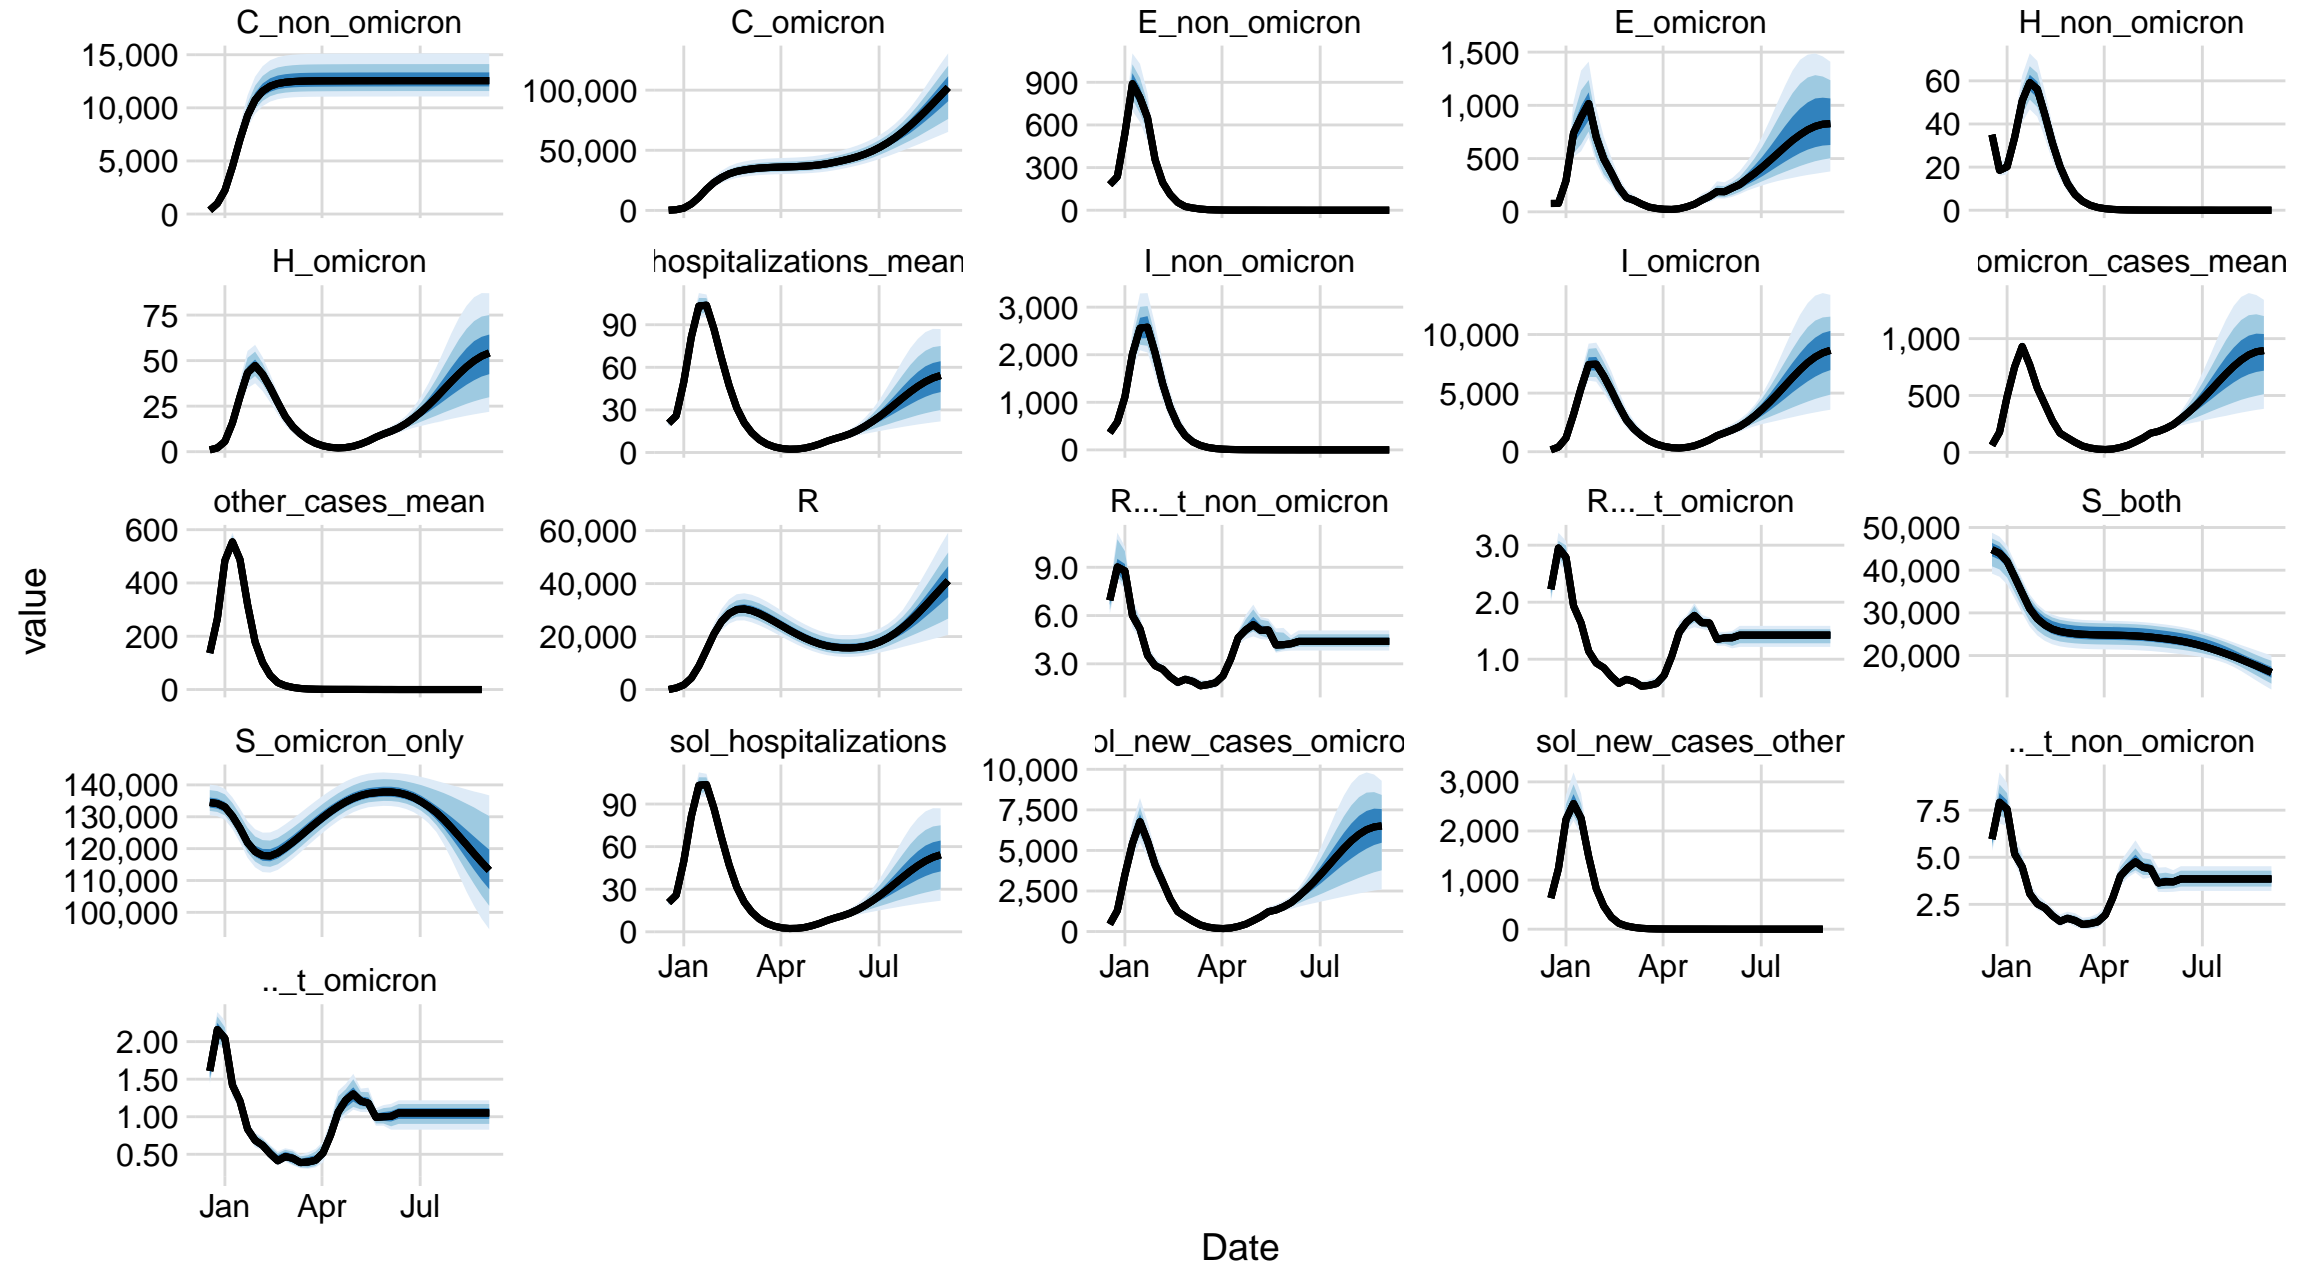 C_non_omicron
C_omicron
E_non_omicron
E_omicron
H_non_omicron
15,000
10,000
5,000
0
100,000
50,000
0
900
600
300
0
1,500
1,000
500
0
60
40
20
0
H_omicron
hospitalizations_mean
I_non_omicron
I_omicron
omicron_cases_mean
75
50
25
0
90
60
30
0
3,000
2,000
1,000
0
10,000
5,000
0
1,000
500
0
other_cases_mean
R
R..._t_non_omicron
R..._t_omicron
S_both
600
400
200
0
60,000
40,000
20,000
0
9.0
6.0
3.0
3.0
2.0
1.0
50,000
40,000
30,000
20,000
S_omicron_only
sol_hospitalizations
ol_new_cases_omicro
sol_new_cases_other
.._t_non_omicron
140,000
130,000
120,000
110,000
100,000
90
60
30
0
10,000
7,500
5,000
2,500
0
3,000
2,000
1,000
0
7.5
5.0
2.5
Jan Apr Jul
Jan Apr Jul
Jan Apr Jul
Jan Apr Jul
.._t_omicron
2.00
1.50
1.00
0.50
Jan Apr Jul
value
Date